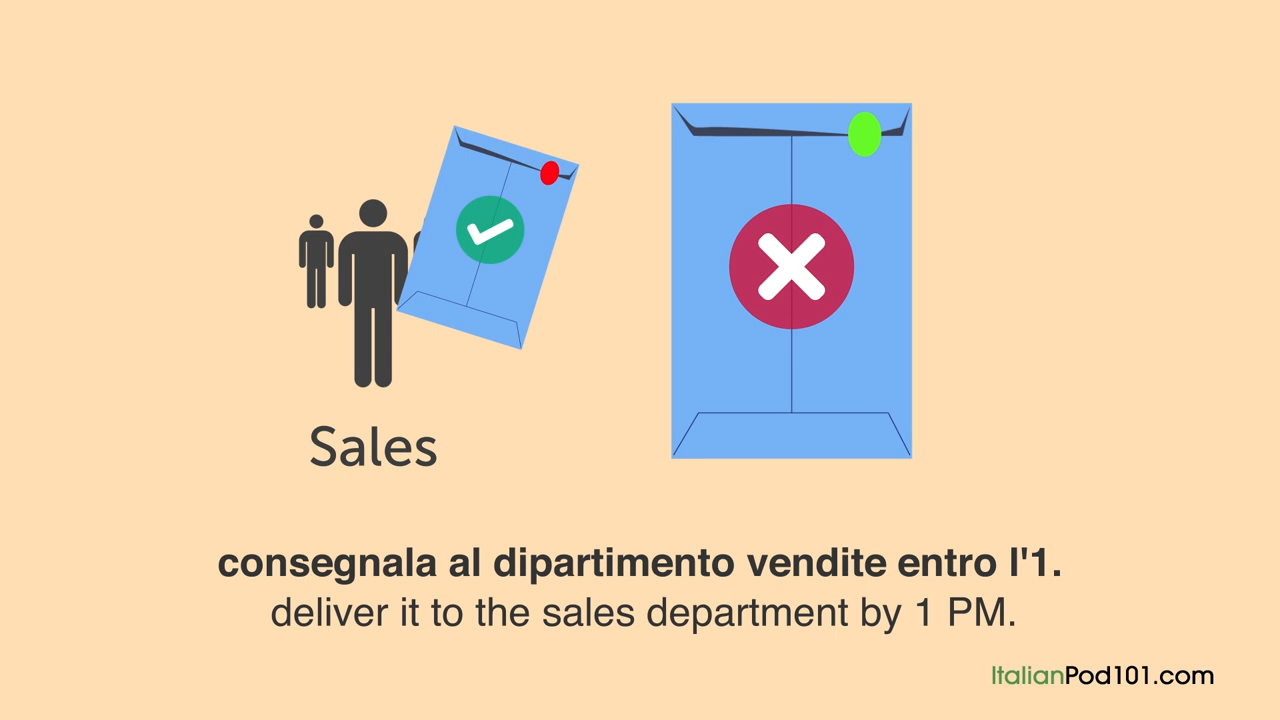 Sales
consegnala al dipartimento vendite entro l'1.
deliver it to the sales department by 1 PM.
ItalianPod101.com